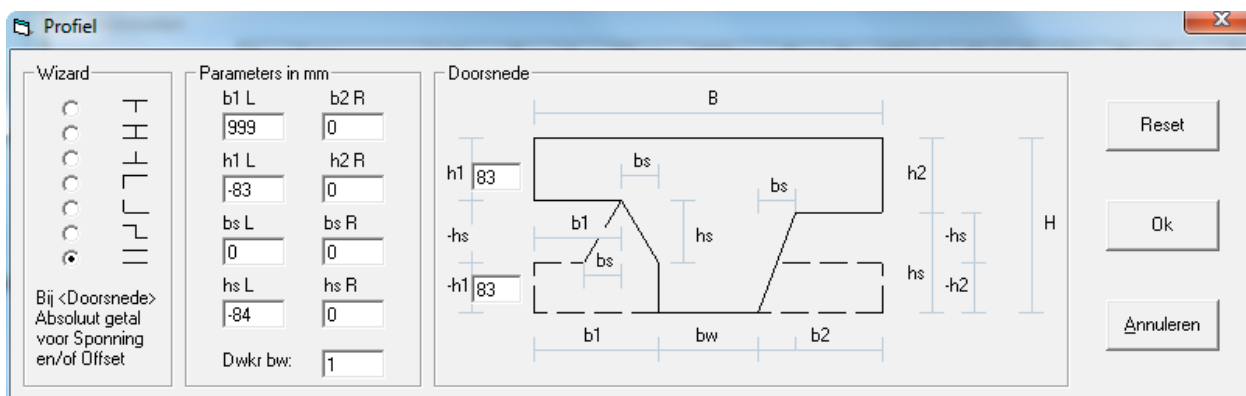 Profiel
Wizard
Bij <Doorsnede>
Absoluut getal
voor Sponning
en/of Offset
Parameters in mm
b1 L b2 R
999 0
h1 L h2 R
-83 0
bs L bs R
0 0
hs L hs R
-84 0
Dwkr bw: 1
Doorsnede
B
h1 83 bs bs h2
-hs b1 hs -hs H
bs
-h1 83 hs -h2
b1 bw b2
Reset
Ok
Annuleren